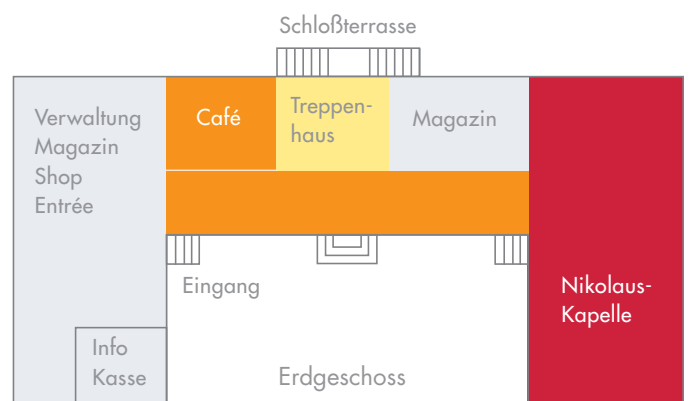 Schloßterrasse
Verwaltung
Magazin
Shop
Entrée
Café
Treppen-
haus
Magazin
Eingang
Nikolaus-
Kapelle
Info
Kasse
Erdgeschoss